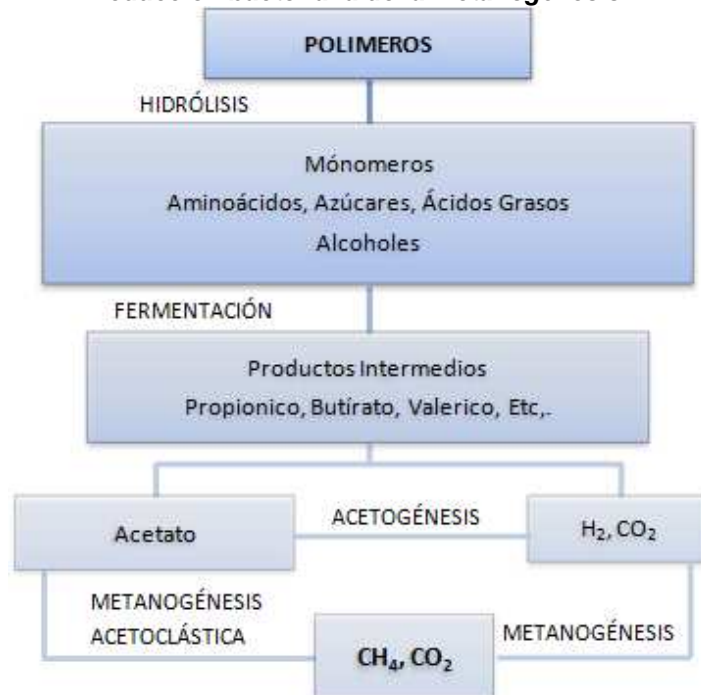 POLIMEROS
HIDRÓLISIS
Mónomeros
Aminoácidos, Azúcares, Ácidos Grasos
Alcoholes
FERMENTACIÓN
Productos Intermedios
Propionico, Butírato, Valerico, Etc,.
Acetato
ACETOGÉNESIS
H₂, CO₂
METANOGÉNESIS
ACETOCLÁSTICA
CH₄, CO₂
METANOGÉNESIS